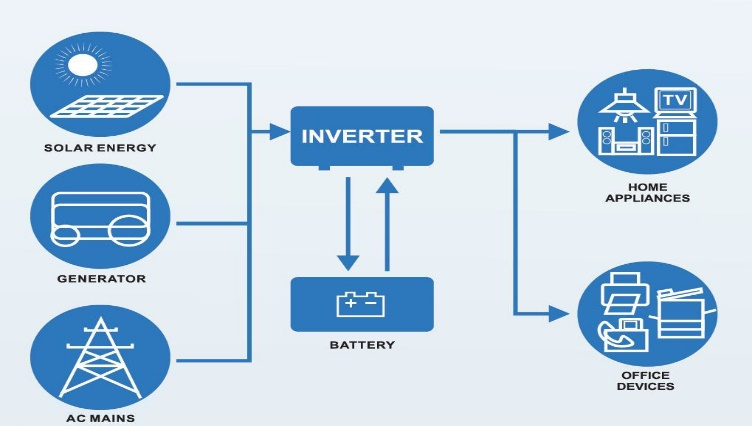 SOLAR ENERGY
GENERATOR
AC MAINS
INVERTER
+ −
BATTERY
TV
HOME
APPLIANCES
OFFICE
DEVICES